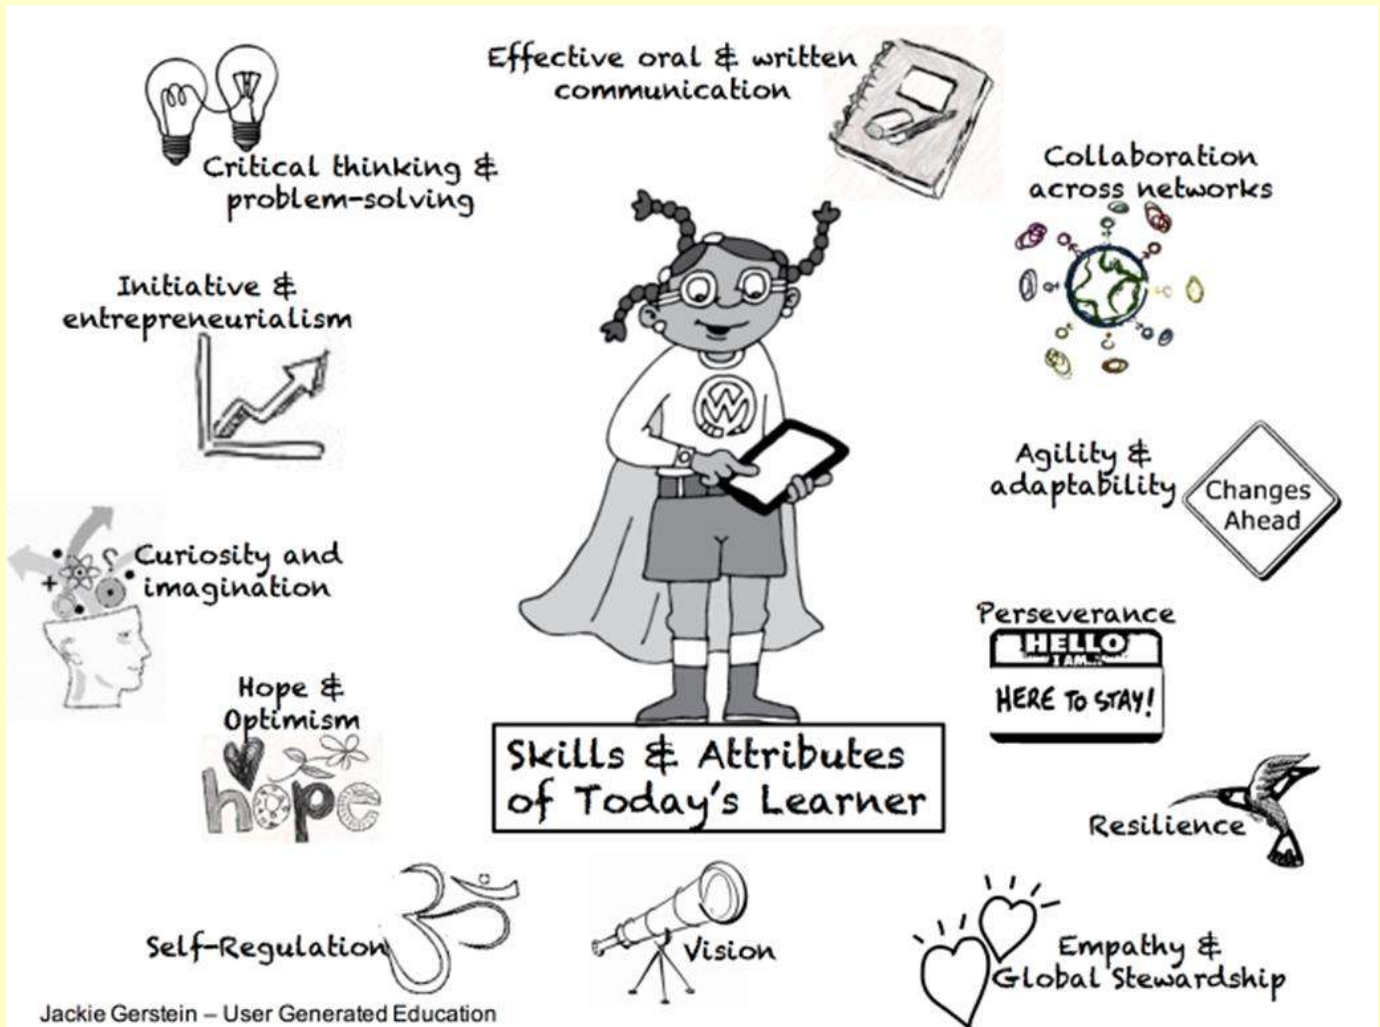 Effective oral & written
communication
Critical thinking &
problem-solving
Collaboration
across networks
Initiative &
entrepreneurialism
W
Agility &
adaptability
Changes
Ahead
Curiosity and
imagination
Perseverance
HELLO
I AM...
HERE TO STAY!
Hope &
Optimism
hope
Skills & Attributes
of Today's Learner
Resilience
Self-Regulation
ॐ
Vision
Empathy &
Global Stewardship
Jackie Gerstein – User Generated Education